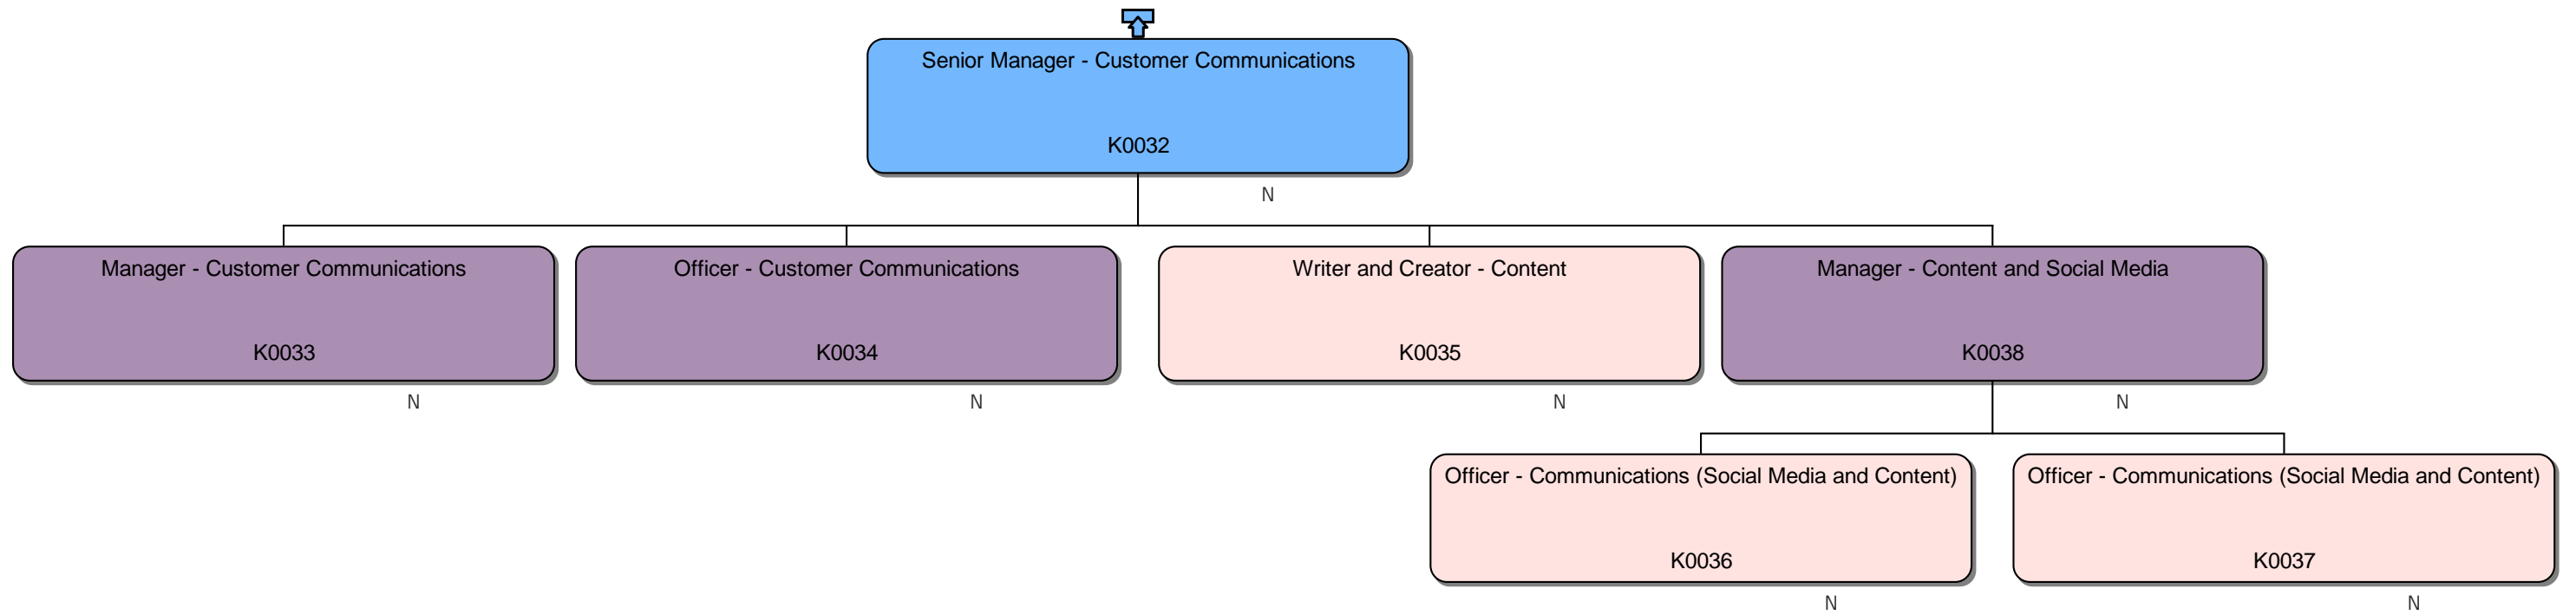 Senior Manager - Customer Communications
K0032
N
Manager - Customer Communications
K0033
N
Officer - Customer Communications
K0034
N
Writer and Creator - Content
K0035
N
Manager - Content and Social Media
K0038
N
Officer - Communications (Social Media and Content)
K0036
N
Officer - Communications (Social Media and Content)
K0037
N